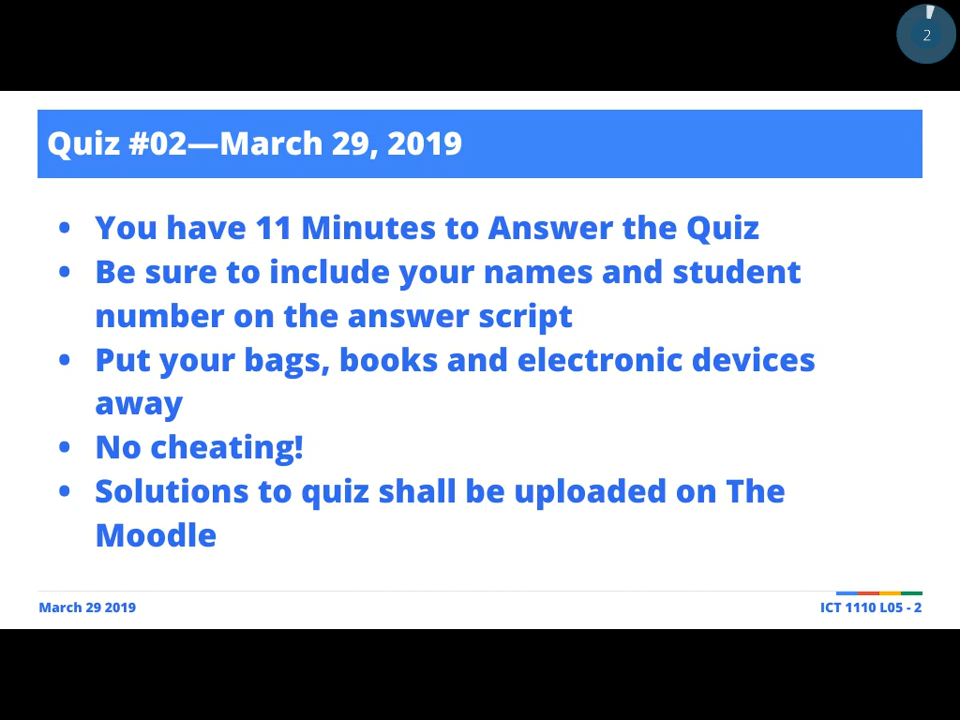 2
Quiz #02—March 29, 2019
• You have 11 Minutes to Answer the Quiz
• Be sure to include your names and student
number on the answer script
• Put your bags, books and electronic devices
away
• No cheating!
• Solutions to quiz shall be uploaded on The
Moodle
March 29 2019
ICT 1110 L05 - 2